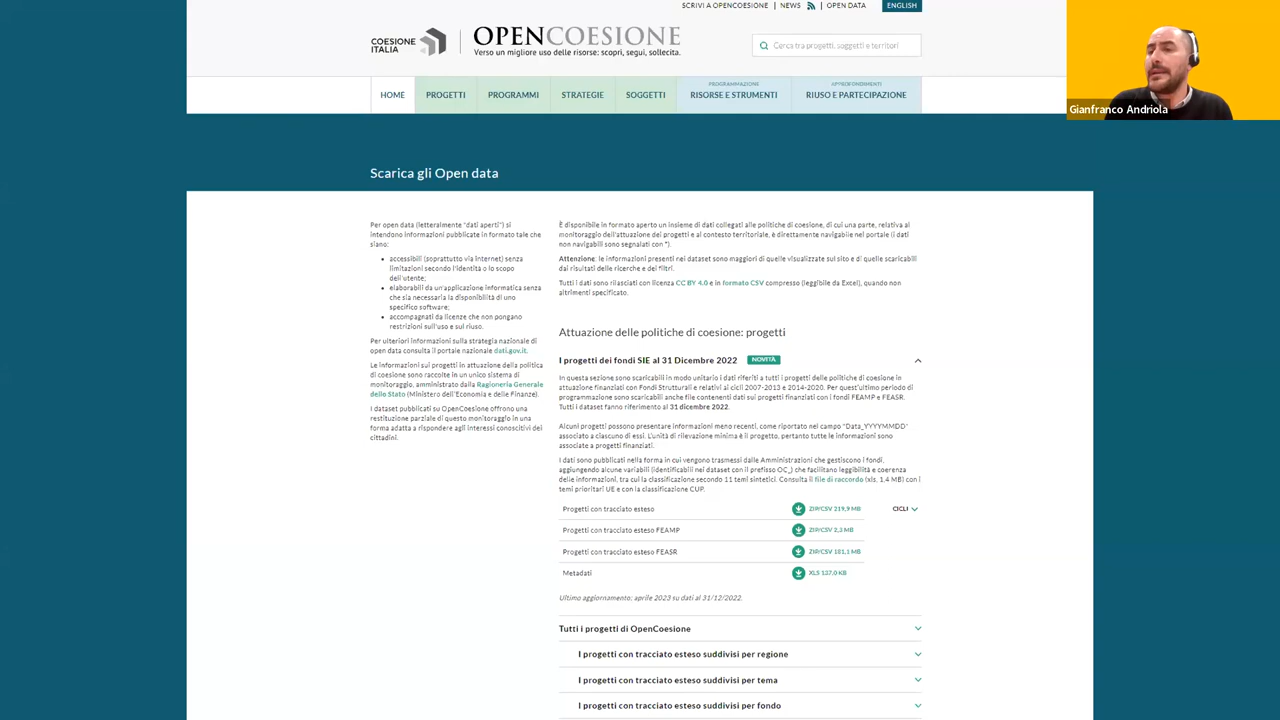 SCRIVI A OPENCOESIONE | NEWS | OPEN DATA ENGLISH
COESIONE
ITALIA
OPENCOESIONE
Verso un migliore uso delle risorse: scopri, segui, sollecita.
Cerca tra progetti, soggetti e territori
HOME
PROGETTI
PROGRAMMI
STRATEGIE
SOGGETTI
PROGRAMMAZIONE
RISORSE E STRUMENTI
APPROFONDIMENTI
RIUSO E PARTECIPAZIONE
Gianfranco Andriola
Scarica gli Open data
Per open data (letteralmente "dati aperti") si
intendono informazioni pubblicate in formato tale che
siano:
• accessibili (soprattutto via Internet) senza
limitazioni secondo l'identità o lo scopo
dell'utente;
• elaborabili da un'applicazione informatica senza
che sia necessaria la disponibilità di uno
specifico software;
• accompagnati da licenze che non pongano
restrizioni sull'uso e sul riuso.
Per ulteriori informazioni sulla strategia nazionale di
open data consulta il portale nazionale dati.gov.it.
Le informazioni sui progetti in attuazione della politica
di coesione sono raccolte in un unico sistema di
monitoraggio, amministrato dalla Ragioneria Generale
dello Stato (Ministero dell'Economia e delle Finanze).
I dataset pubblicati su OpenCoesione offrono una
restituzione parziale di questo monitoraggio in una
forma adatta a rispondere agli interessi conoscitivi dei
cittadini.
È disponibile in formato aperto un insieme di dati collegati alle politiche di coesione, di cui una parte, relativa al
monitoraggio dell'attuazione dei progetti e al contesto territoriale, è direttamente navigabile nel portale (i dati
non navigabili sono segnalati con *).
Attenzione: le informazioni presenti nei dataset sono maggiori di quelle visualizzate sul sito e di quelle scaricabili
dai risultati delle ricerche e dei filtri.
Tutti i dati sono rilasciati con licenza CC BY 4.0 e in formato CSV compresso (leggibile da Excel), quando non
altrimenti specificato.
Attuazione delle politiche di coesione: progetti
I progetti dei fondi SIE al 31 Dicembre 2022 NOVITÀ
In questa sezione sono scaricabili in modo unitario i dati riferiti a tutti i progetti delle politiche di coesione in
attuazione finanziati con Fondi Strutturali e relativi ai cicli 2007-2013 e 2014-2020. Per quest'ultimo periodo di
programmazione sono scaricabili anche file contenenti dati sui progetti finanziati con i fondi FEAMP e FEASR.
Tutti i dataset fanno riferimento al 31 dicembre 2022.
Alcuni progetti possono presentare informazioni meno recenti, come riportato nel campo "Data_YYYYMMDD"
associato a ciascuno di essi. L'unità di rilevazione minima è il progetto, pertanto tutte le informazioni sono
associate a progetti finanziati.
I dati sono pubblicati nella forma in cui vengono trasmessi dalle Amministrazioni che gestiscono i fondi,
aggiungendo alcune variabili (identificabili nei dataset con il prefisso OC_) che facilitano leggibilità e coerenza
delle informazioni, tra cui la classificazione secondo 11 temi sintetici. Consulta il file di raccordo (xls, 1,4 MB) con i
temi prioritari UE e con la classificazione CUP.
Progetti con tracciato esteso ZIP/CSV 219,9 MB CICLI
Progetti con tracciato esteso FEAMP ZIP/CSV 2,3 MB
Progetti con tracciato esteso FEASR ZIP/CSV 181,1 MB
Metadati XLS 137,0 KB
Ultimo aggiornamento: aprile 2023 su dati al 31/12/2022.
Tutti i progetti di OpenCoesione
I progetti con tracciato esteso suddivisi per regione
I progetti con tracciato esteso suddivisi per tema
I progetti con tracciato esteso suddivisi per fondo